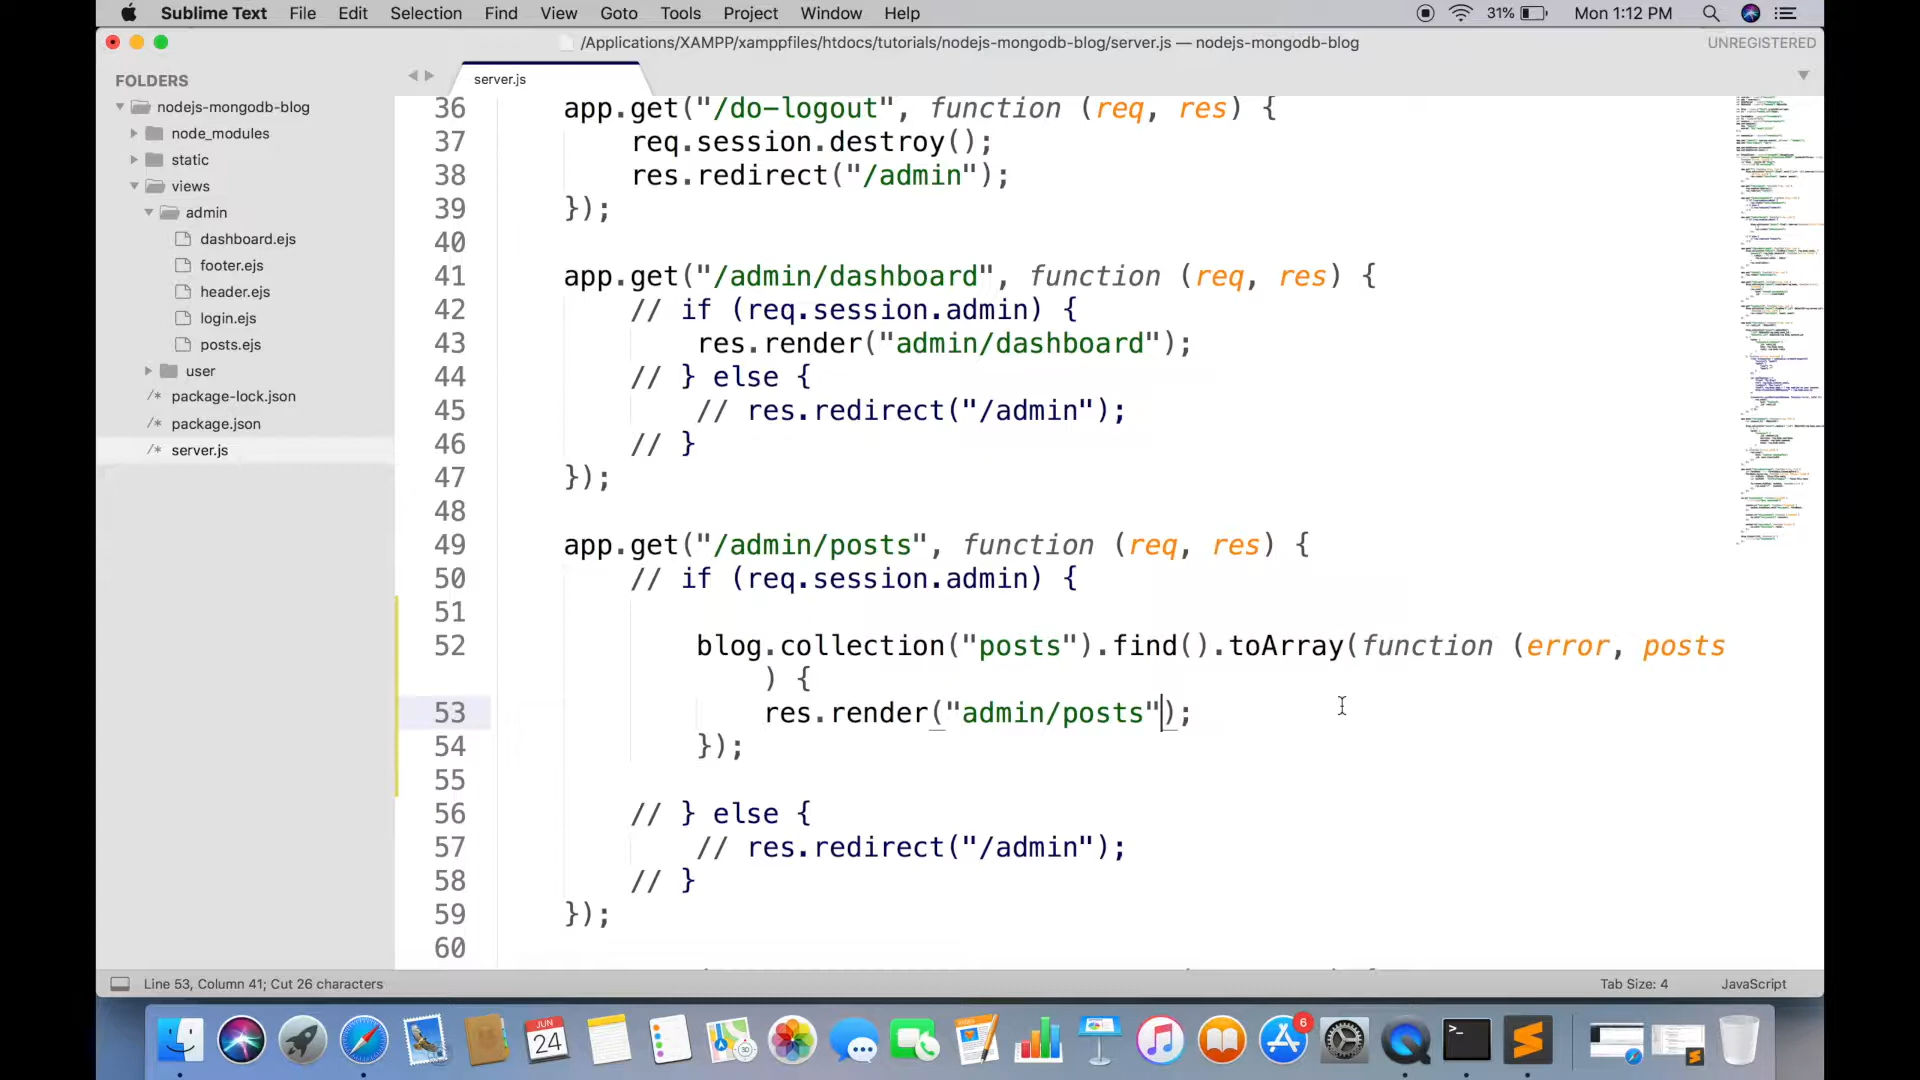 Sublime Text File Edit Selection Find View Goto Tools Project Window Help 31% Mon 1:12 PM
/Applications/XAMPP/xamppfiles/htdocs/tutorials/nodejs-mongodb-blog/server.js — nodejs-mongodb-blog UNREGISTERED
FOLDERS
nodejs-mongodb-blog
node_modules
static
views
admin
dashboard.ejs
footer.ejs
header.ejs
login.ejs
posts.ejs
user
/* package-lock.json
/* package.json
/* server.js
server.js
36 app.get("/do-logout", function (req, res) {
37 req.session.destroy();
38 res.redirect("/admin");
39 });
40
41 app.get("/admin/dashboard", function (req, res) {
42 // if (req.session.admin) {
43 res.render("admin/dashboard");
44 // } else {
45 // res.redirect("/admin");
46 // }
47 });
48
49 app.get("/admin/posts", function (req, res) {
50 // if (req.session.admin) {
51
52 blog.collection("posts").find().toArray(function (error, posts
) {
53 res.render("admin/posts");
54 });
55
56 // } else {
57 // res.redirect("/admin");
58 // }
59 });
60
Line 53, Column 41; Cut 26 characters Tab Size: 4 JavaScript
JUN
24
6